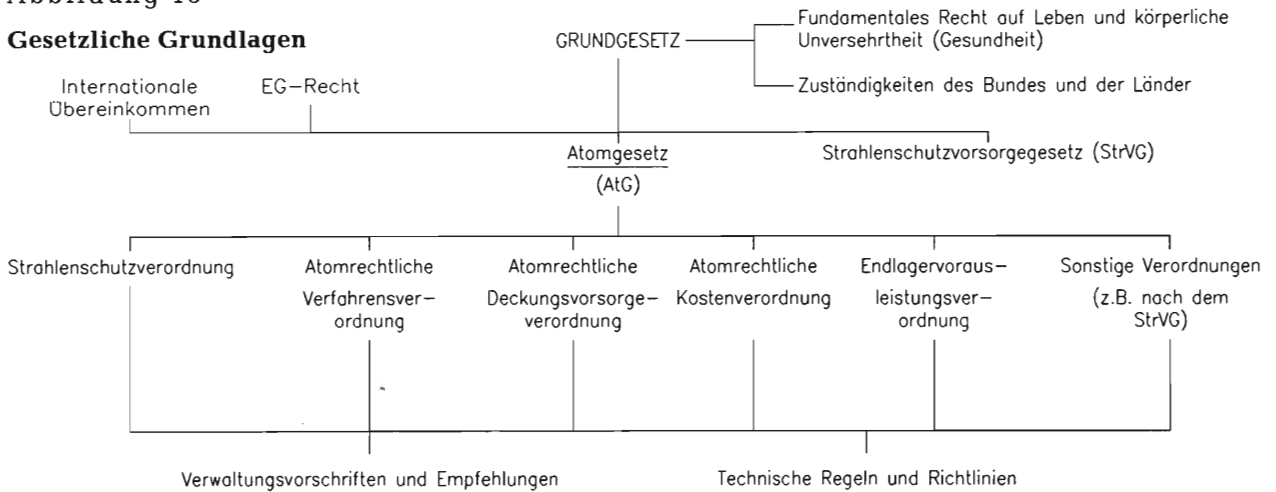 Gesetzliche Grundlagen
GRUNDGESETZ
Fundamentales Recht auf Leben und körperliche
Unversehrtheit (Gesundheit)
Zuständigkeiten des Bundes und der Länder
Internationale
Übereinkommen
EG-Recht
Atomgesetz
(AtG)
Strahlenschutzvorsorgegesetz (StrVG)
Strahlenschutzverordnung
Atomrechtliche
Verfahrensver-
ordnung
Atomrechtliche
Deckungsvorsorge-
verordnung
Atomrechtliche
Kostenverordnung
Endlagervoraus-
leistungsver-
ordnung
Sonstige Verordnungen
(z.B. nach dem
StrVG)
Verwaltungsvorschriften und Empfehlungen
Technische Regeln und Richtlinien